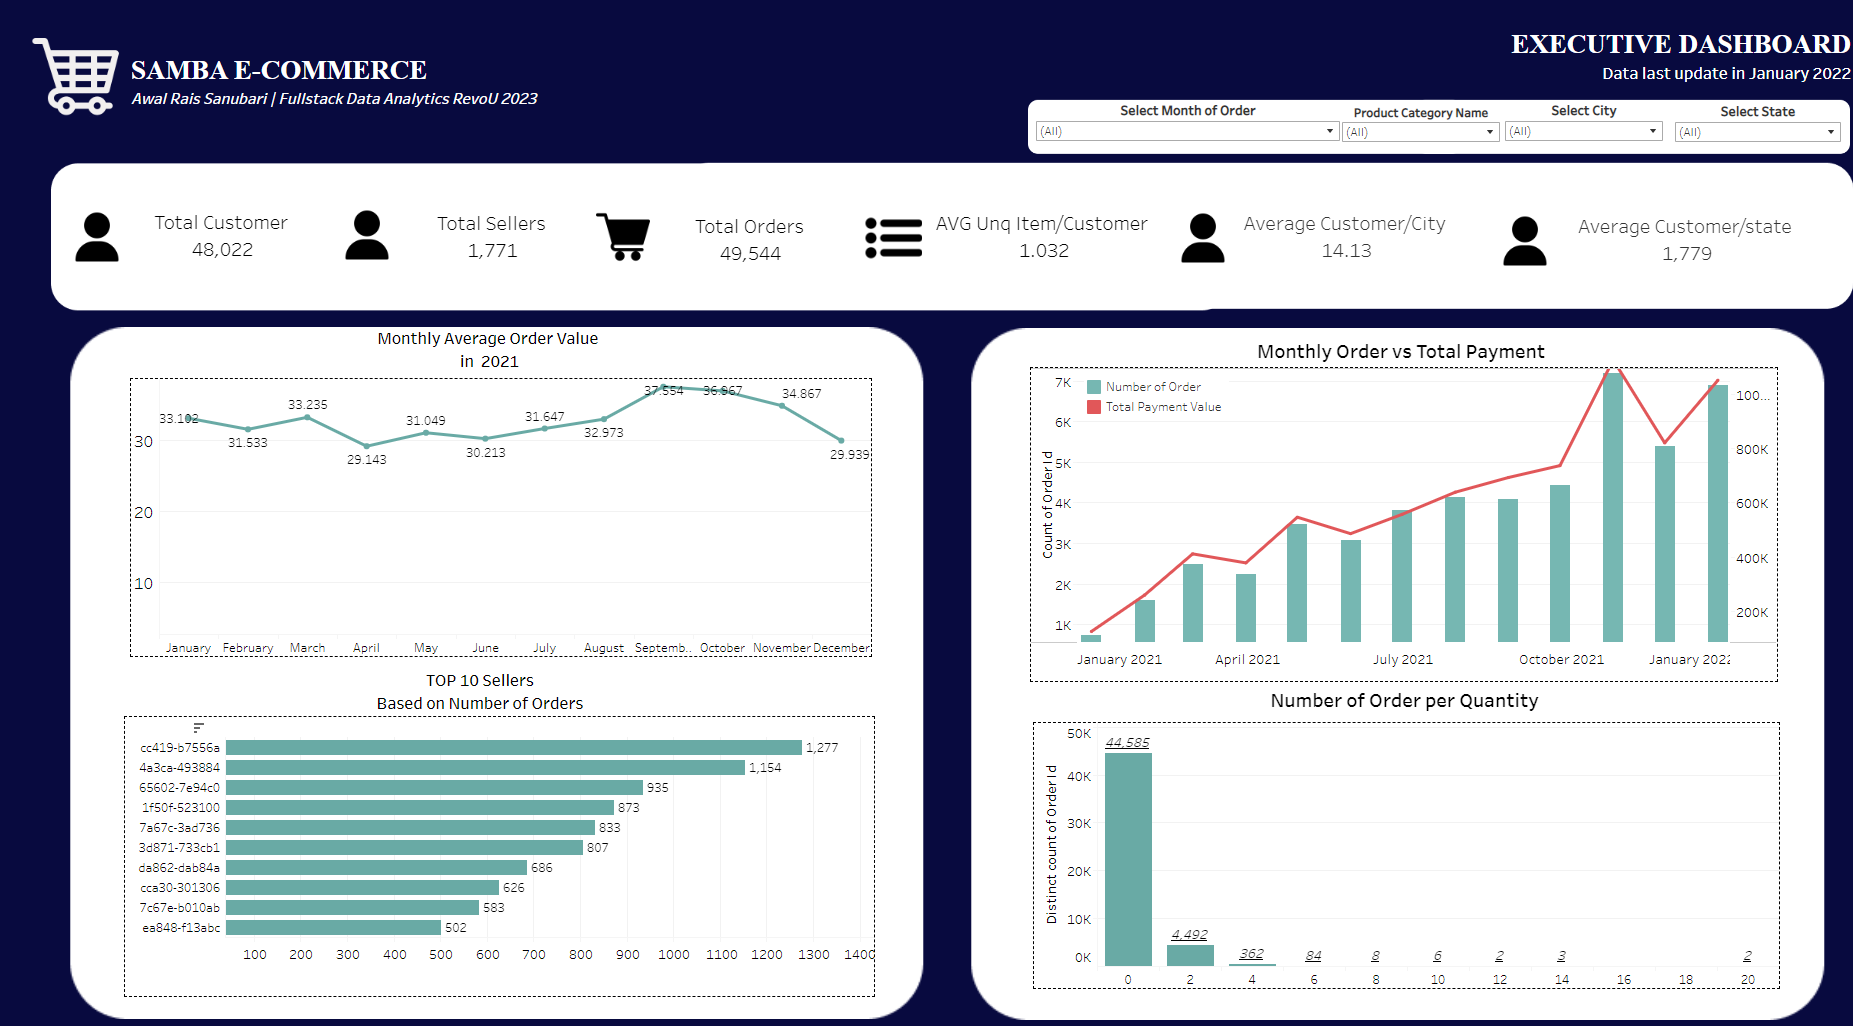 SAMBA E-COMMERCE
Awal Rais Sanubari | Fullstack Data Analytics RevoU 2023
EXECUTIVE DASHBOARD
Data last update in January 2022
Select Month of Order
(All)
Product Category Name
(All)
Select City
(All)
Select State
(All)
Total Customer
48,022
Total Sellers
1,771
Total Orders
49,544
AVG Unq Item/Customer
1.032
Average Customer/City
14.13
Average Customer/state
1,779
Monthly Average Order Value
in 2021
30
20
10
33.192
31.533
33.235
29.143
31.049
30.213
31.647
32.973
37.554
36.967
34.867
29.939
January February March April May June July August Septemb.. October November December
TOP 10 Sellers
Based on Number of Orders
cc419-b7556a 1,277
4a3ca-493884 1,154
65602-7e94c0 935
1f50f-523100 873
7a67c-3ad736 833
3d871-733cb1 807
da862-dab84a 686
cca30-301306 626
7c67e-b010ab 583
ea848-f13abc 502
100 200 300 400 500 600 700 800 900 1000 1100 1200 1300 1400
Monthly Order vs Total Payment
Number of Order
Total Payment Value
Count of Order Id
7K
6K
5K
4K
3K
2K
1K
100...
800K
600K
400K
200K
January 2021 April 2021 July 2021 October 2021 January 2022
Number of Order per Quantity
Distinct count of Order Id
50K
40K
30K
20K
10K
0K
44,585
4,492
362
84
8
6
2
3
2
0 2 4 6 8 10 12 14 16 18 20